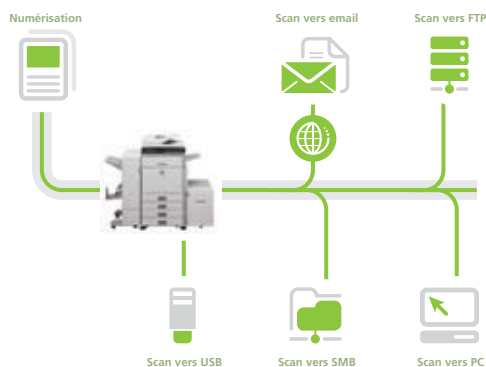 Numérisation
Scan vers email
Scan vers FTP
Scan vers USB
Scan vers SMB
Scan vers PC